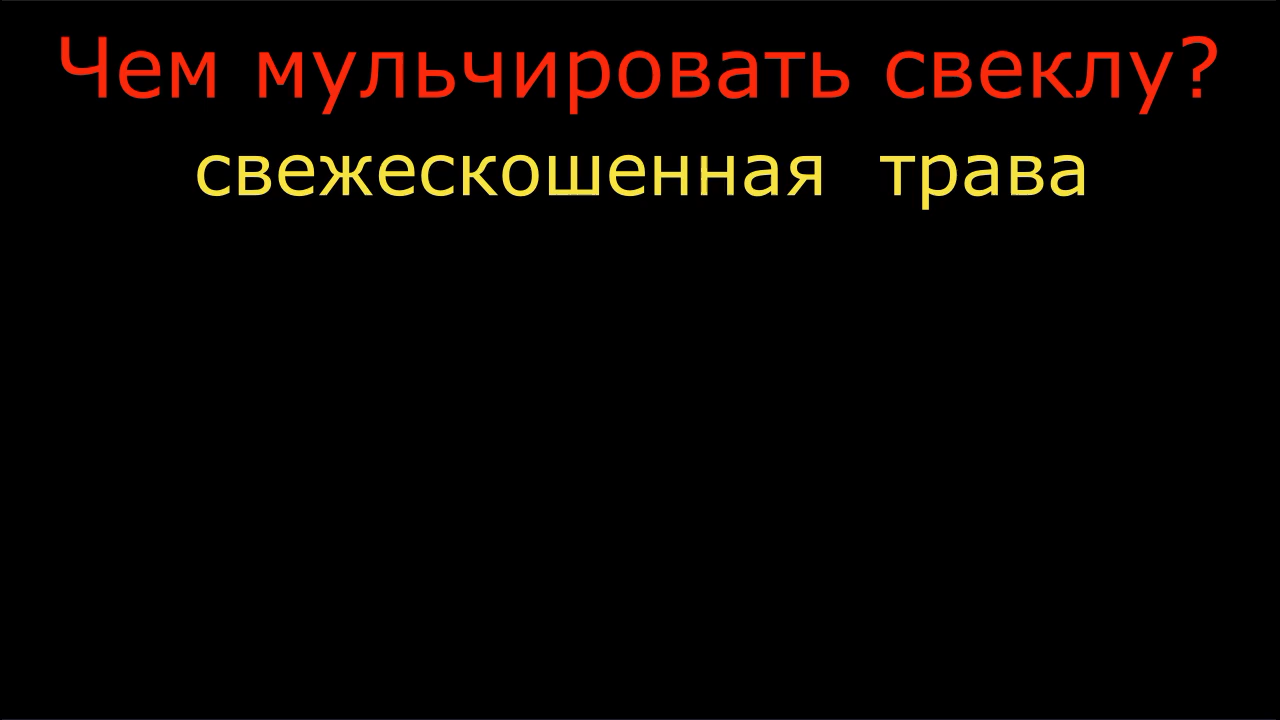 Чем мульчировать свеклу?
свежескошенная трава